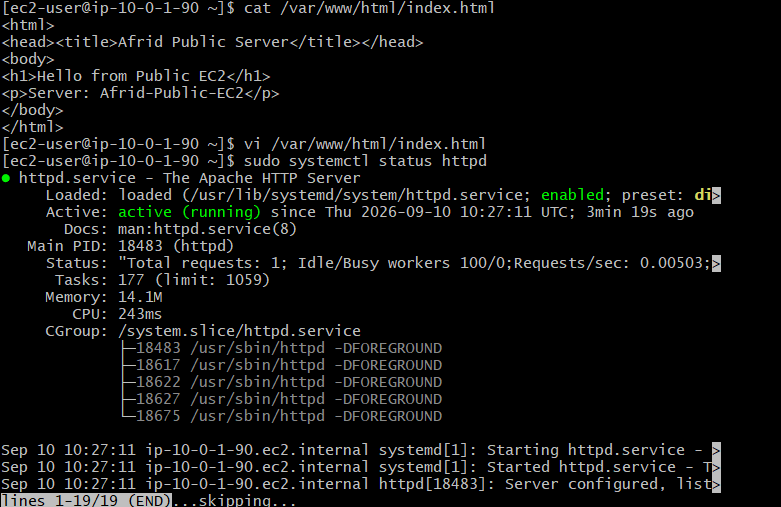 [ec2-user@ip-10-0-1-90 ~]$ cat /var/www/html/index.html
<html>
<head><title>Afrid Public Server</title></head>
<body>
<h1>Hello from Public EC2</h1>
<p>Server: Afrid-Public-EC2</p>
</body>
</html>
[ec2-user@ip-10-0-1-90 ~]$ vi /var/www/html/index.html
[ec2-user@ip-10-0-1-90 ~]$ sudo systemctl status httpd
● httpd.service - The Apache HTTP Server
     Loaded: loaded (/usr/lib/systemd/system/httpd.service; enabled; preset: di>
     Active: active (running) since Thu 2026-09-10 10:27:11 UTC; 3min 19s ago
       Docs: man:httpd.service(8)
   Main PID: 18483 (httpd)
     Status: "Total requests: 1; Idle/Busy workers 100/0;Requests/sec: 0.00503;>
      Tasks: 177 (limit: 1059)
     Memory: 14.1M
        CPU: 243ms
     CGroup: /system.slice/httpd.service
             ├─18483 /usr/sbin/httpd -DFOREGROUND
             ├─18617 /usr/sbin/httpd -DFOREGROUND
             ├─18622 /usr/sbin/httpd -DFOREGROUND
             ├─18627 /usr/sbin/httpd -DFOREGROUND
             └─18675 /usr/sbin/httpd -DFOREGROUND
Sep 10 10:27:11 ip-10-0-1-90.ec2.internal systemd[1]: Starting httpd.service - >
Sep 10 10:27:11 ip-10-0-1-90.ec2.internal systemd[1]: Started httpd.service - T>
Sep 10 10:27:11 ip-10-0-1-90.ec2.internal httpd[18483]: Server configured, list>
lines 1-19/19 (END)...skipping...